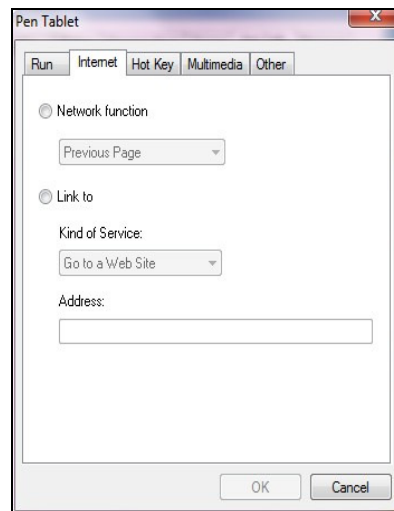 Pen Tablet
X
Run Internet Hot Key Multimedia Other
Network function
Previous Page
Link to
Kind of Service:
Go to a Web Site
Address:
OK Cancel